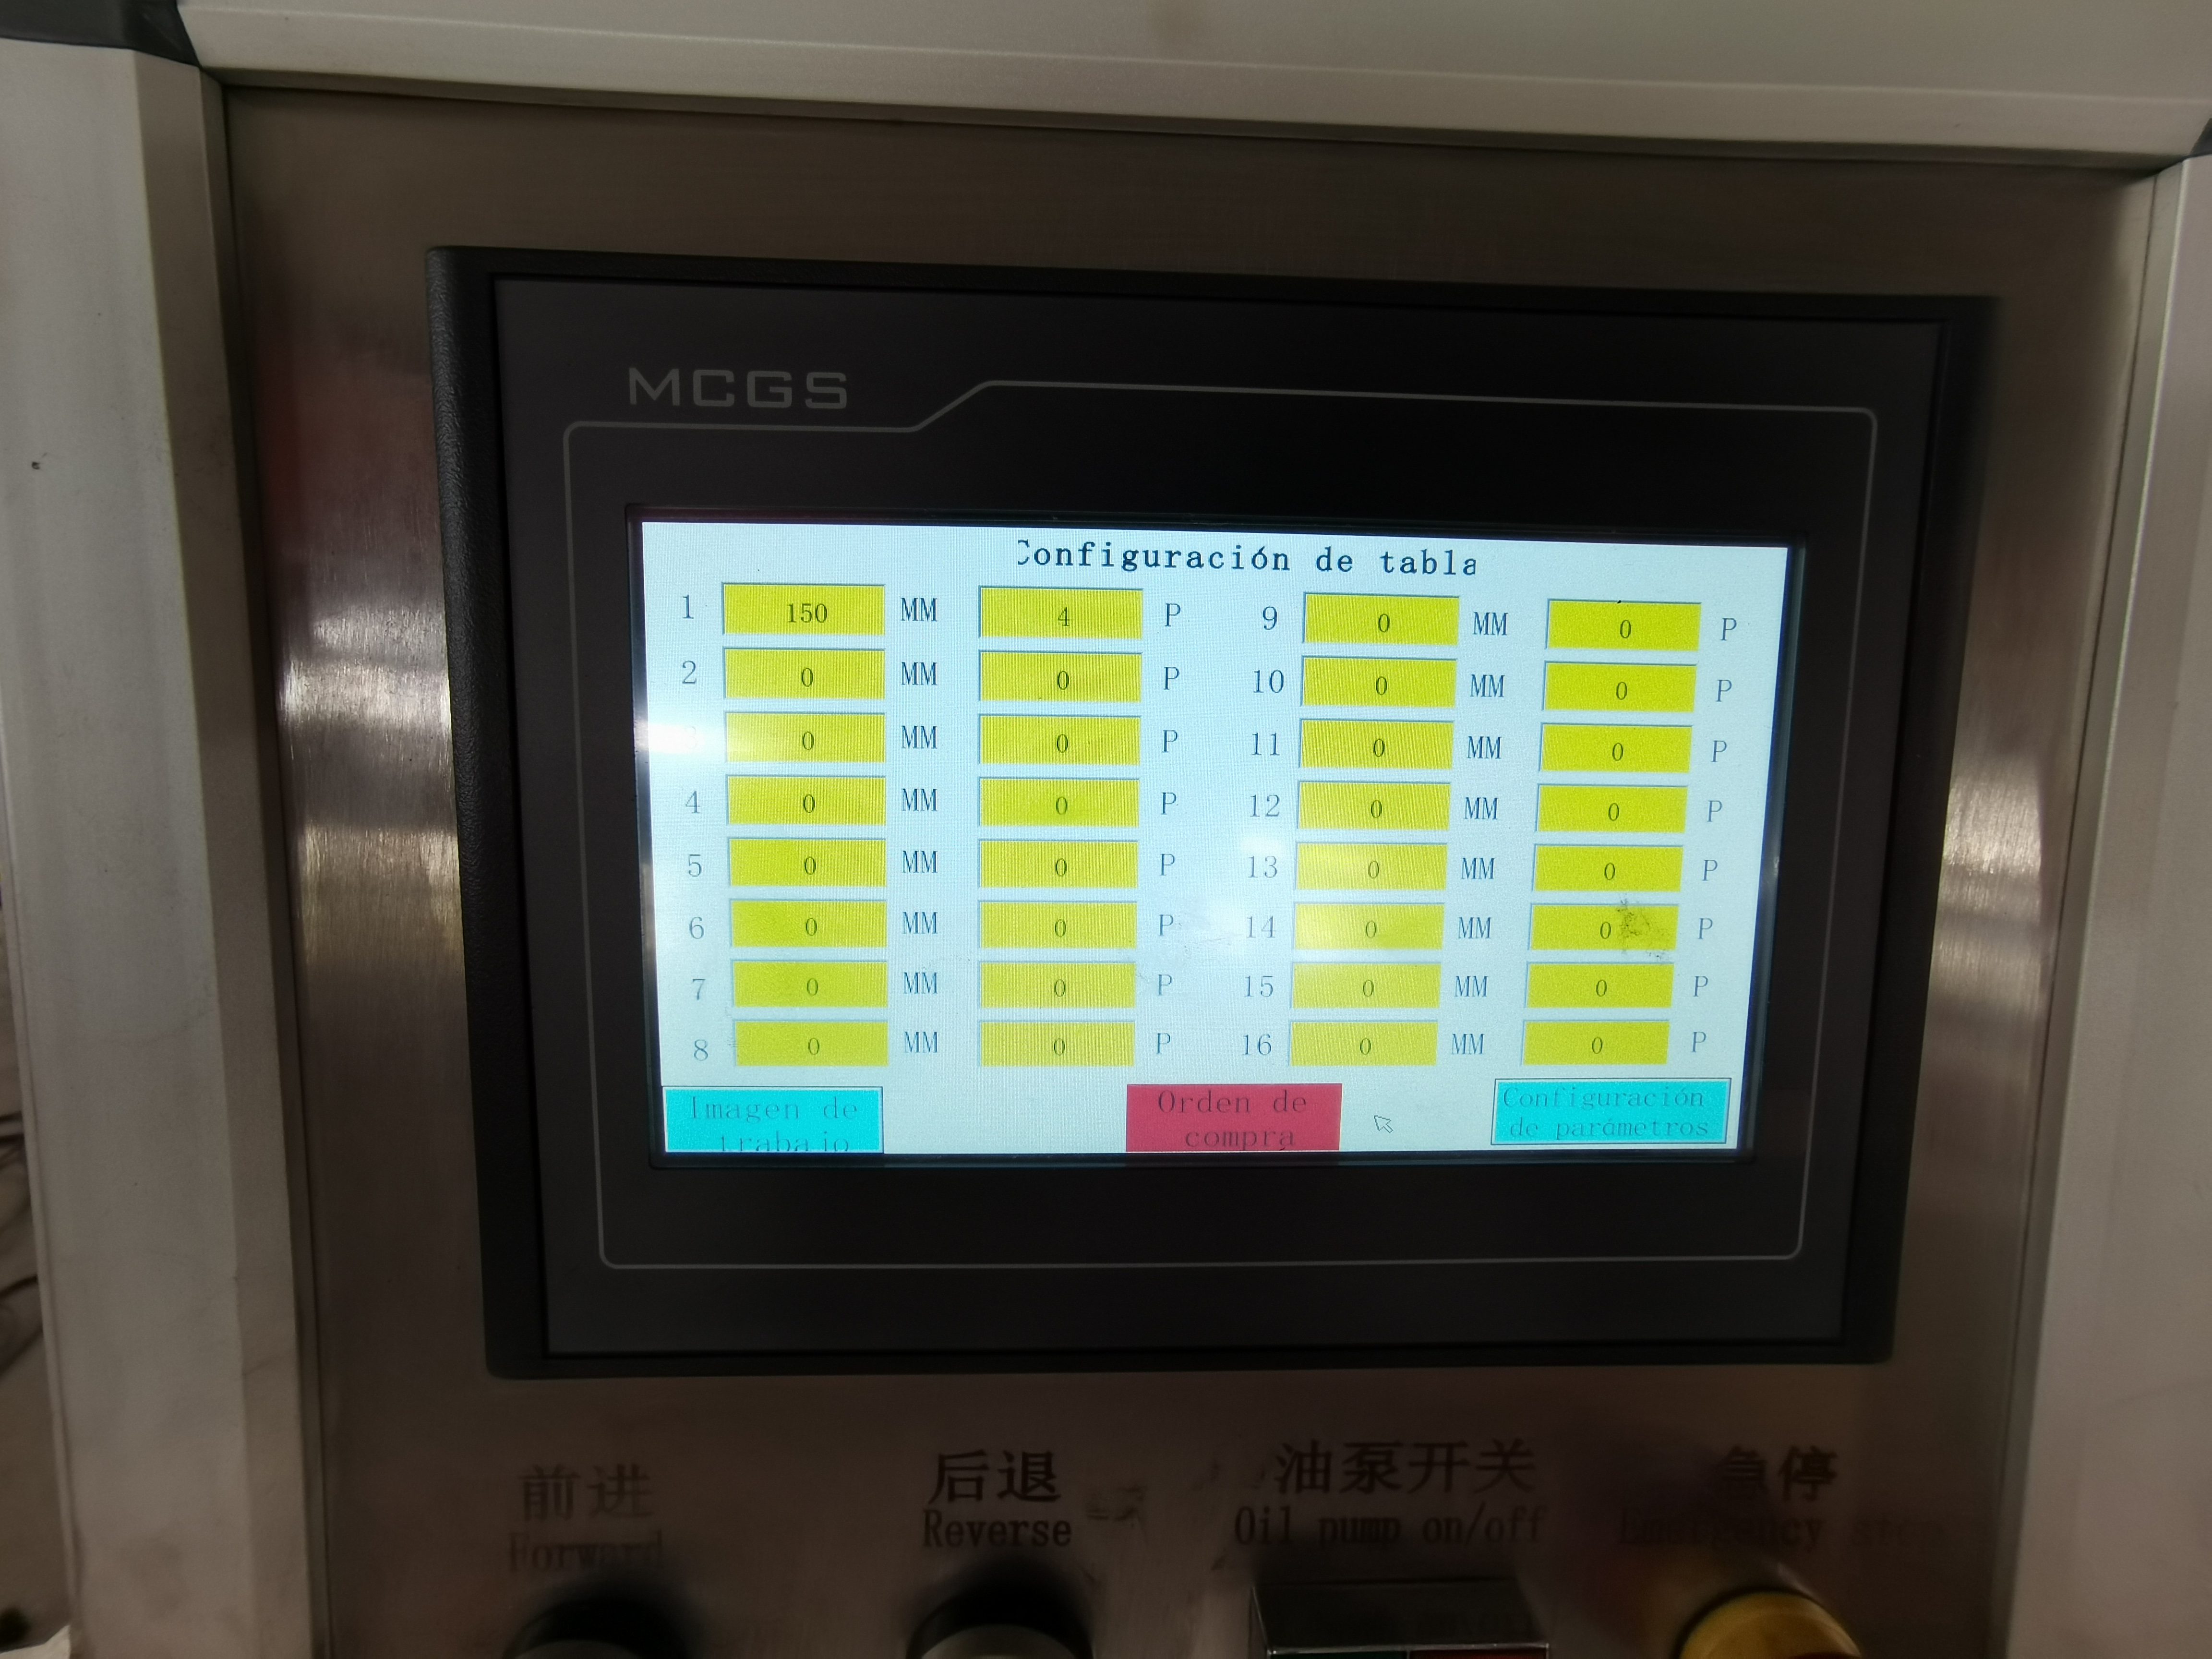 MCGS
Configuración de tabla
1 150 MM 4 P 9 0 MM 0 P
2 0 MM 0 P 10 0 MM 0 P
3 0 MM 0 P 11 0 MM 0 P
4 0 MM 0 P 12 0 MM 0 P
5 0 MM 0 P 13 0 MM 0 P
6 0 MM 0 P 14 0 MM 0 P
7 0 MM 0 P 15 0 MM 0 P
8 0 MM 0 P 16 0 MM 0 P
Imagen de
trabajo
Orden de
compra
Configuración
de parámetros
前进
Forward
后退
Reverse
油泵开关
Oil pump on/off
急停
Emergency stop